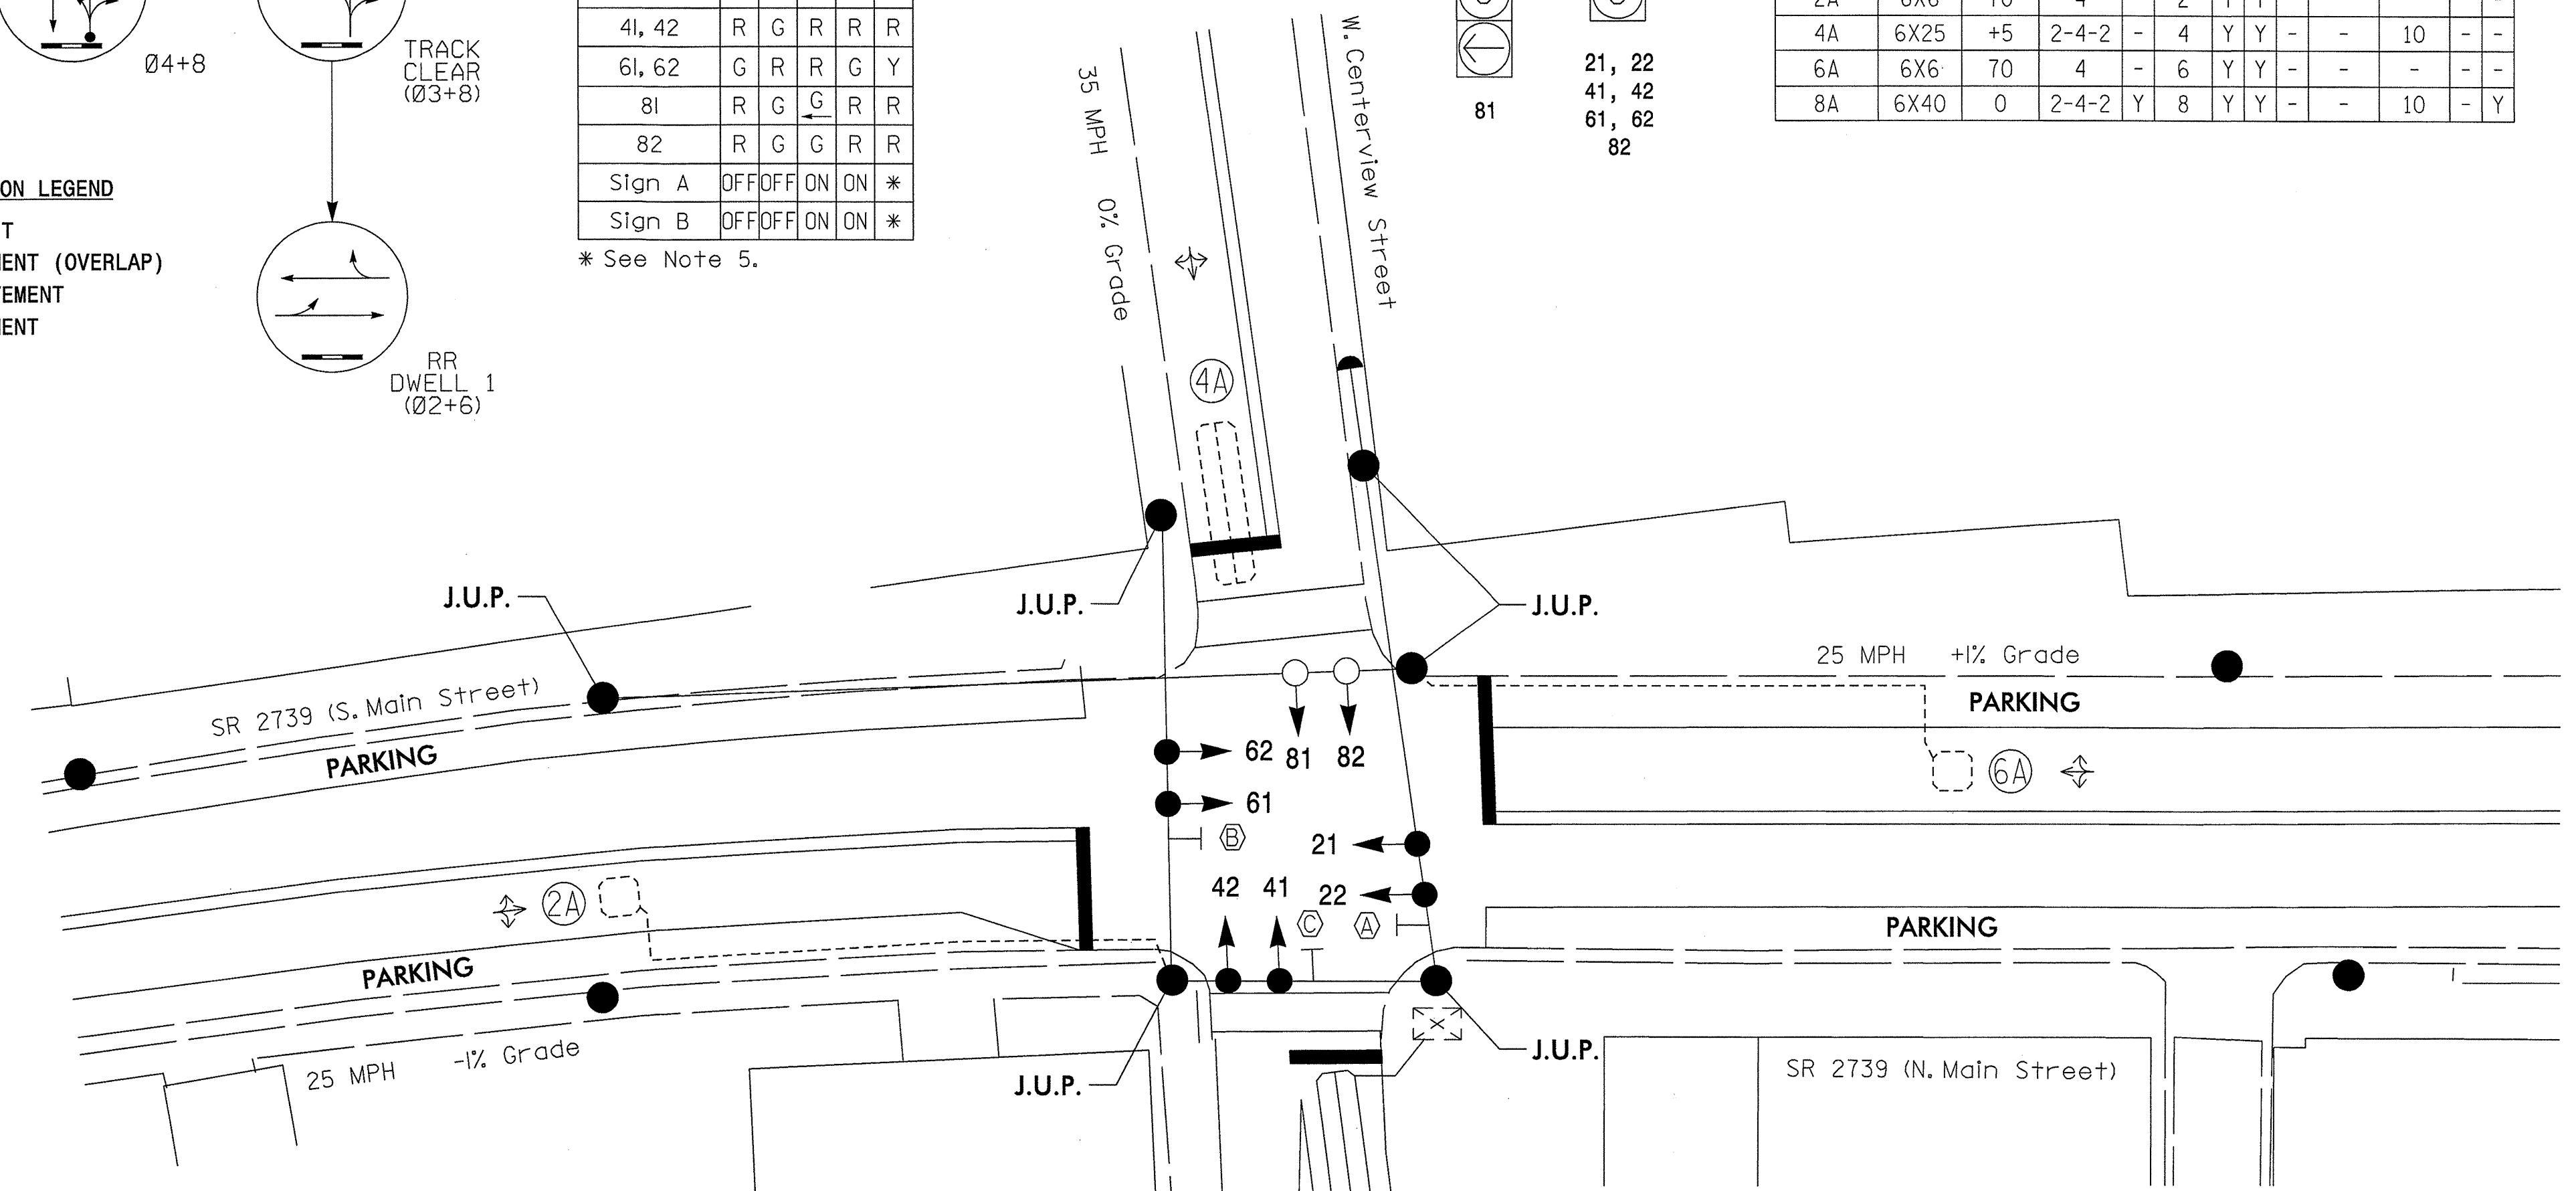 Ø4+8
TRACK
CLEAR
(Ø3+8)
ON LEGEND
T
MENT (OVERLAP)
EMENT
MENT
RR
DWELL 1
(Ø2+6)
41, 42 R G R R R
61, 62 G R R G Y
81 R G G R R
82 R G G R R
Sign A OFF OFF ON ON *
Sign B OFF OFF ON ON *
* See Note 5.
81
21, 22
41, 42
61, 62
82
4A 6X25 +5 2-4-2 - 4 Y Y - - 10 - -
6A 6X6 70 4 - 6 Y Y - - - - -
8A 6X40 0 2-4-2 Y 8 Y Y - - 10 - Y
35 MPH 0% Grade
W. Centerview Street
4A
J.U.P.
J.U.P.
J.U.P.
SR 2739 (S. Main Street)
PARKING
25 MPH +1% Grade
PARKING
62 81 82
61
6A
B
21
42 41 22
C A
2A
PARKING
PARKING
25 MPH -1% Grade
J.U.P.
J.U.P.
SR 2739 (N. Main Street)